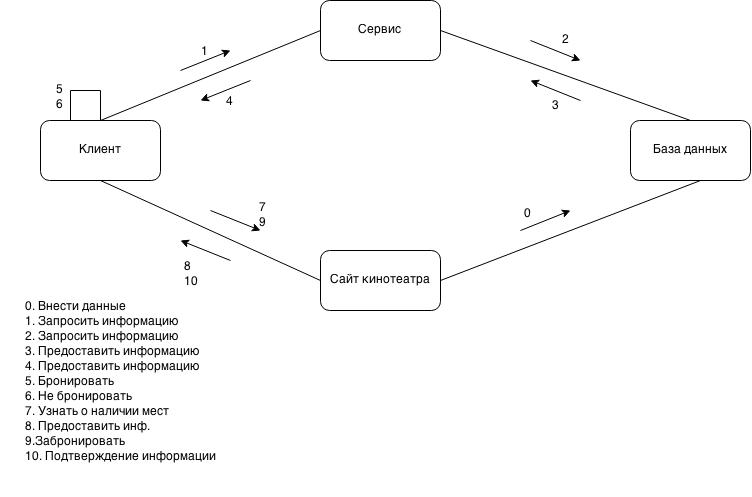 Сервис
1
2
4
3
5
6
Клиент
База данных
7
9
0
8
10
Сайт кинотеатра
0. Внести данные
1. Запросить информацию
2. Запросить информацию
3. Предоставить информацию
4. Предоставить информацию
5. Бронировать
6. Не бронировать
7. Узнать о наличии мест
8. Предоставить инф.
9.Забронировать
10. Подтверждение информации